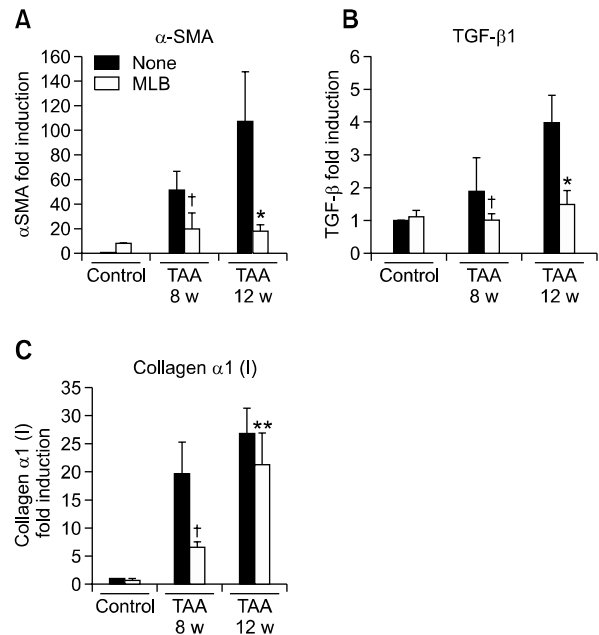 A
α-SMA
αSMA fold induction
160
140
120
100
80
60
40
20
0
None
MLB
†
*
Control
TAA
8 w
TAA
12 w
B
TGF-β1
TGF-β fold induction
6
5
4
3
2
1
0
†
*
Control
TAA
8 w
TAA
12 w
C
Collagen α1 (I)
Collagen α1 (I)
fold induction
35
30
25
20
15
10
5
0
†
**
Control
TAA
8 w
TAA
12 w